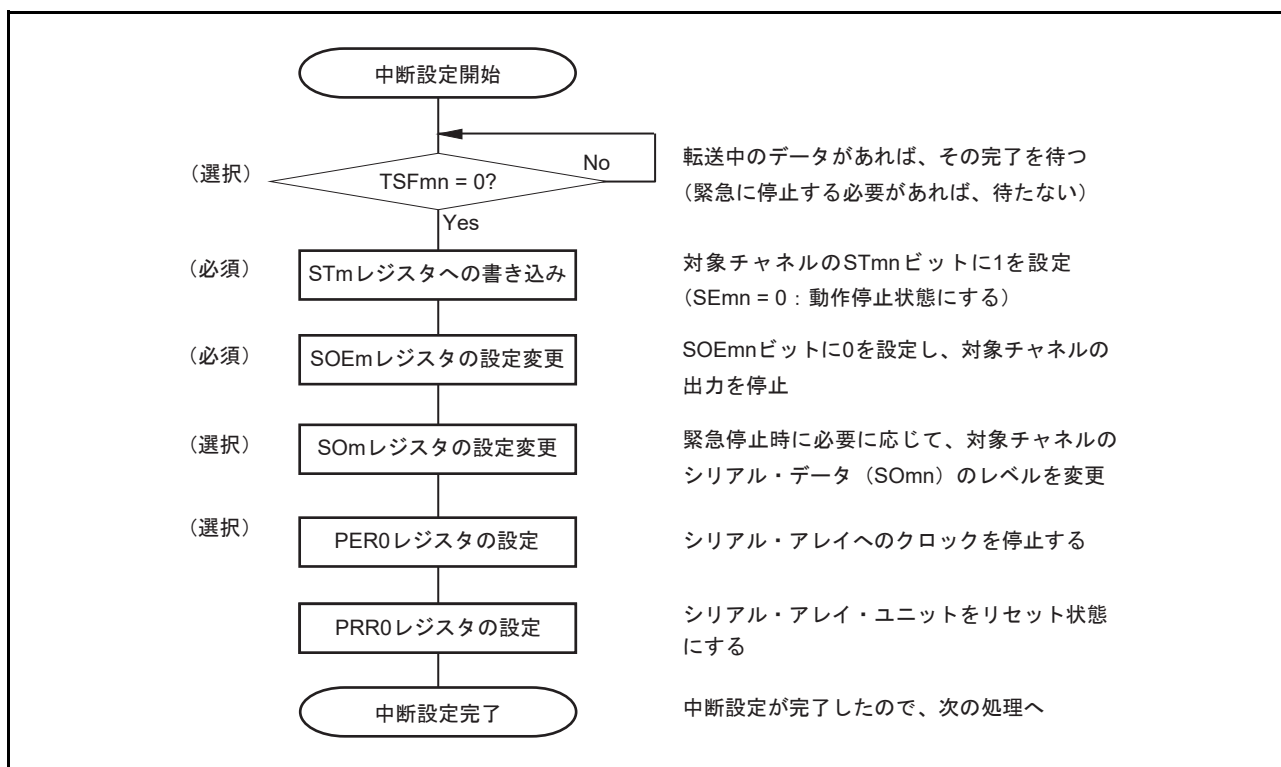 中断設定開始
（選択）
TSFmn = 0?
No
Yes
転送中のデータがあれば、その完了を待つ
（緊急に停止する必要があれば、待たない）
（必須）
STmレジスタへの書き込み
対象チャネルのSTmnビットに1を設定
（SEmn = 0：動作停止状態にする）
（必須）
SOEmレジスタの設定変更
SOEmnビットに0を設定し、対象チャネルの
出力を停止
（選択）
SOmレジスタの設定変更
緊急停止時に必要に応じて、対象チャネルの
シリアル・データ（SOmn）のレベルを変更
（選択）
PER0レジスタの設定
シリアル・アレイへのクロックを停止する
PRR0レジスタの設定
シリアル・アレイ・ユニットをリセット状態
にする
中断設定完了
中断設定が完了したので、次の処理へ